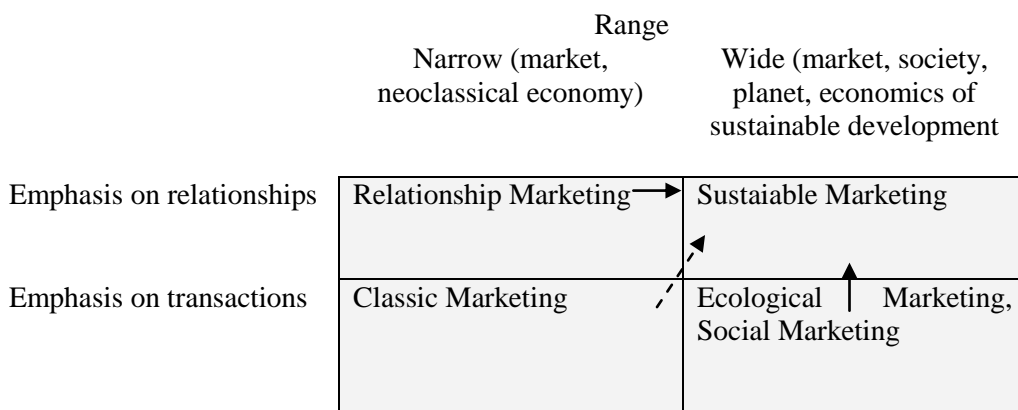 Range
Narrow (market,
neoclassical economy)
Wide (market, society,
planet, economics of
sustainable development
Emphasis on relationships
Relationship Marketing
Sustaiable Marketing
Emphasis on transactions
Classic Marketing
Ecological Marketing,
Social Marketing